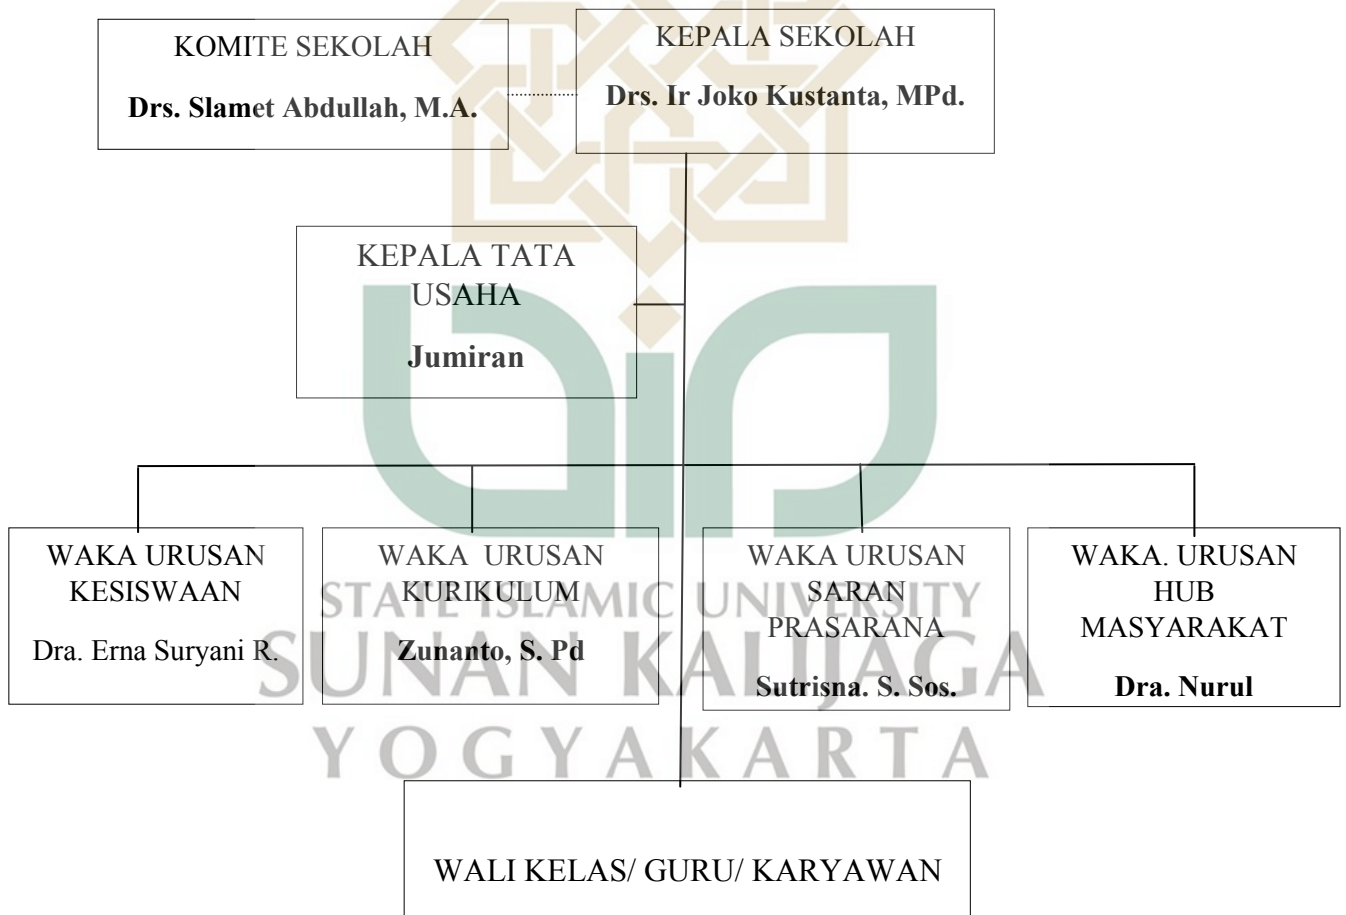 KOMITE SEKOLAH
Drs. Slamet Abdullah, M.A.
KEPALA SEKOLAH
Drs. Ir Joko Kustanta, MPd.
KEPALA TATA
USAHA
Jumiran
WAKA URUSAN
KESISWAAN
Dra. Erna Suryani R.
WAKA URUSAN
KURIKULUM
Zunanto, S. Pd
WAKA URUSAN
SARAN
PRASARANA
Sutrisna. S. Sos.
WAKA. URUSAN
HUB
MASYARAKAT
Dra. Nurul
STATE ISLAMIC UNIVERSITY
SUNAN KALIJAGA
YOGYAKARTA
WALI KELAS/ GURU/ KARYAWAN